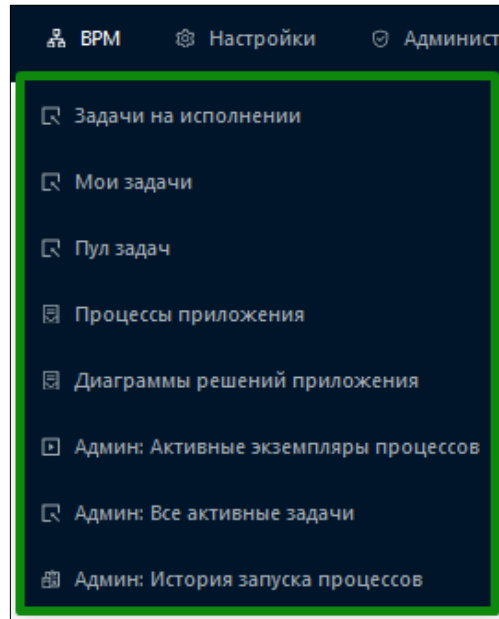 BPM Настройки Админист
Задачи на исполнении
Мои задачи
Пул задач
Процессы приложения
Диаграммы решений приложения
Админ: Активные экземпляры процессов
Админ: Все активные задачи
Админ: История запуска процессов